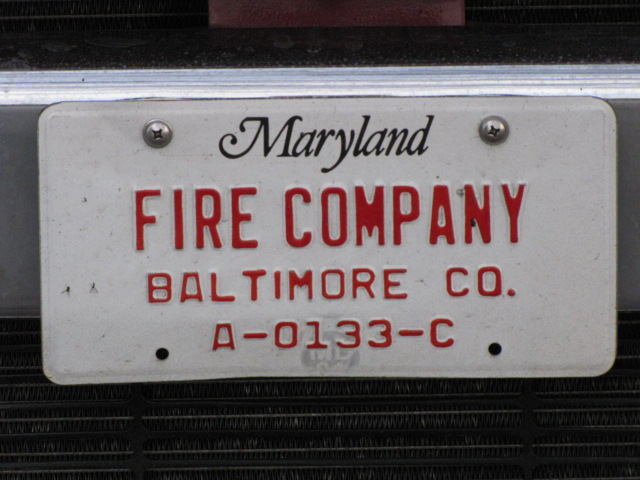 Maryland
FIRE COMPANY
BALTIMORE CO.
A-0133-C